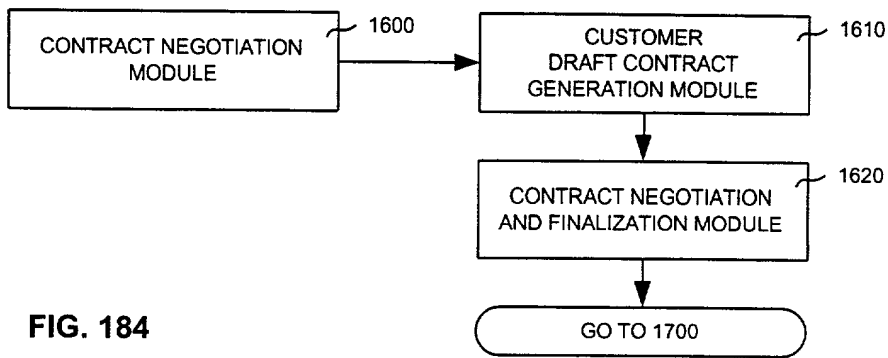 CONTRACT NEGOTIATION
MODULE
1600
CUSTOMER
DRAFT CONTRACT
GENERATION MODULE
1610
CONTRACT NEGOTIATION
AND FINALIZATION MODULE
1620
GO TO 1700
FIG. 184